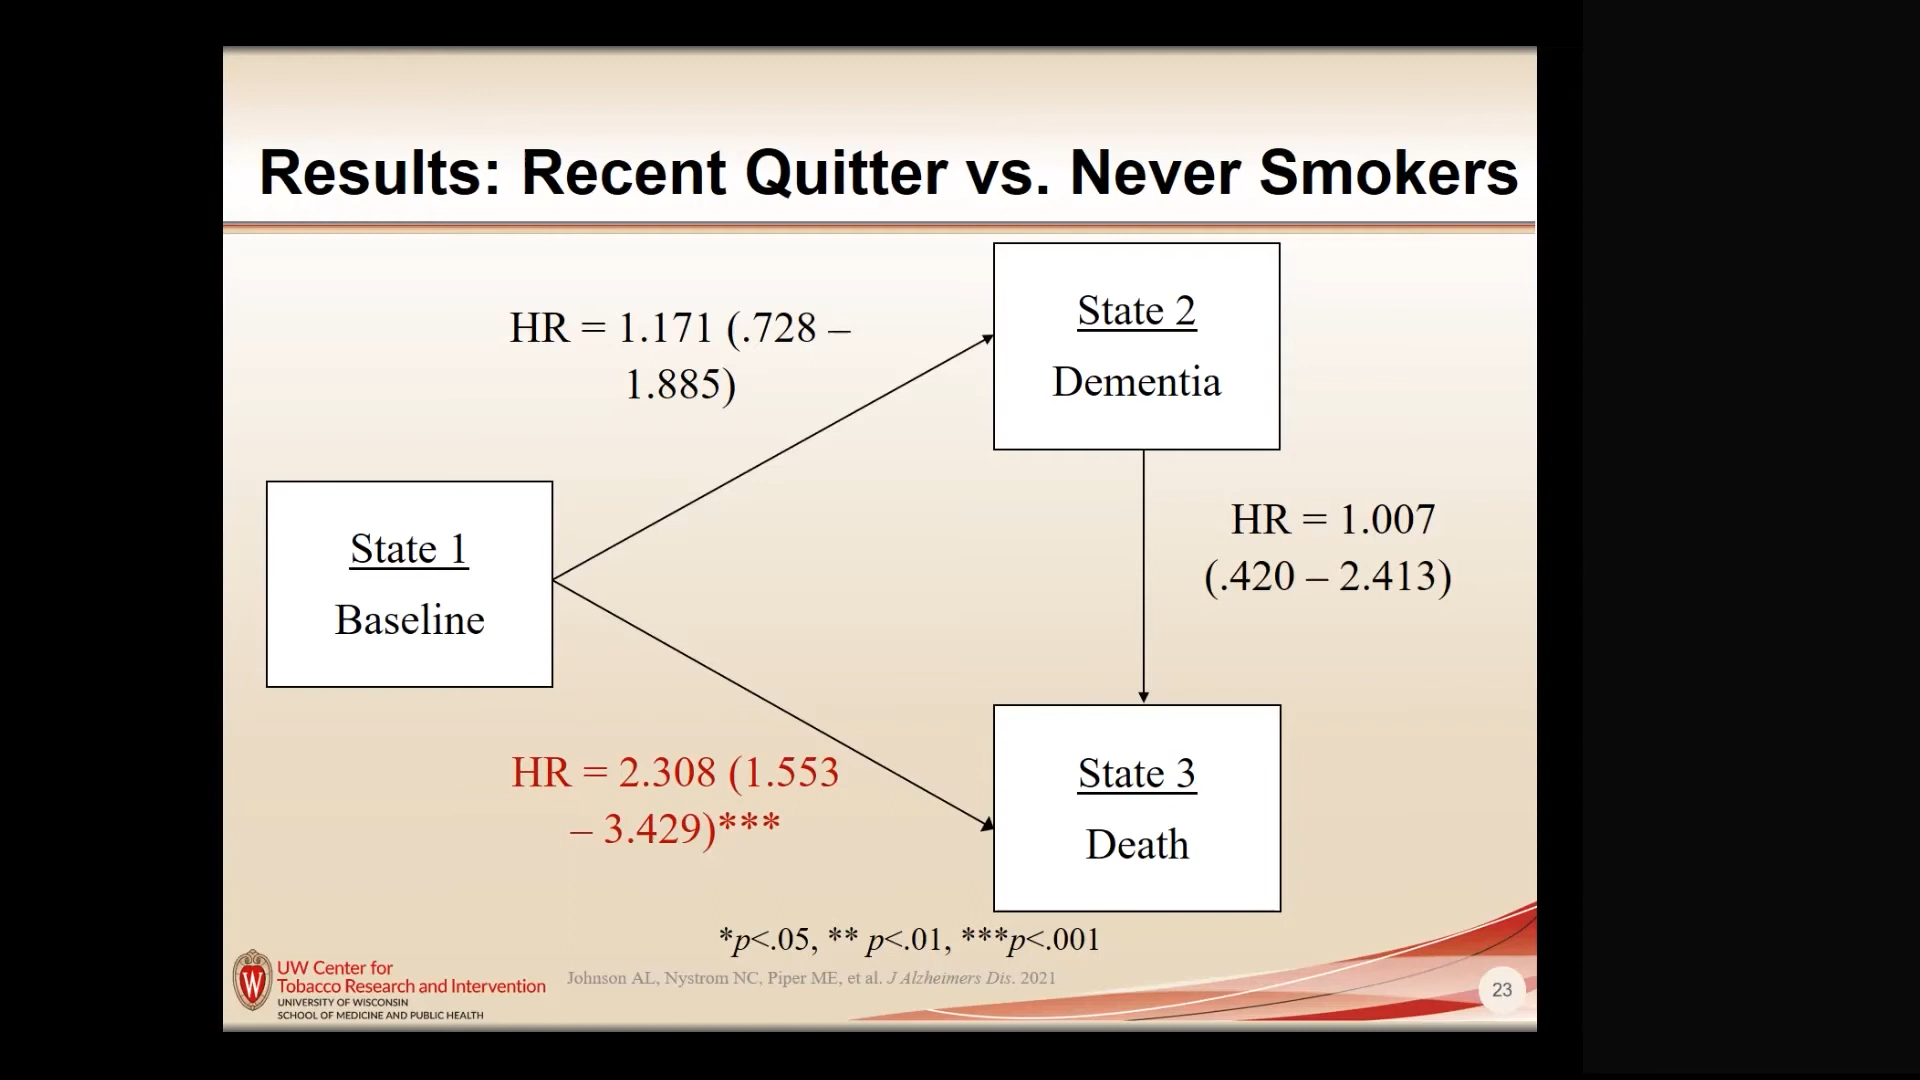 Results: Recent Quitter vs. Never Smokers
HR = 1.171 (.728 –
1.885)
State 2
Dementia
HR = 1.007
(.420 – 2.413)
State 1
Baseline
HR = 2.308 (1.553
– 3.429)***
State 3
Death
*p<.05, ** p<.01, ***p<.001
W
UW Center for
Tobacco Research and Intervention
UNIVERSITY OF WISCONSIN
SCHOOL OF MEDICINE AND PUBLIC HEALTH
Johnson AL, Nystrom NC, Piper ME, et al. J Alzheimers Dis. 2021
23